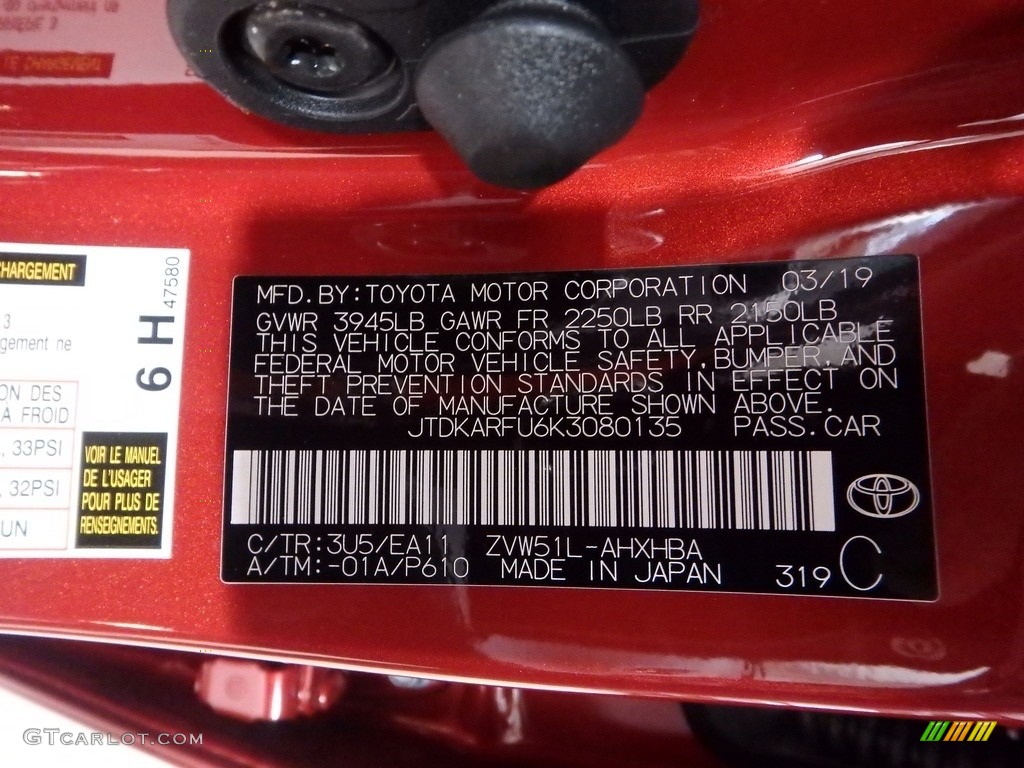 CHARGEMENT
3
gement ne
ON DES
À FROID
, 33PSI
, 32PSI
UN
6 H
47580
VOIR LE MANUEL
DE L'USAGER
POUR PLUS DE
RENSEIGNEMENTS.
MFD.BY:TOYOTA MOTOR CORPORATION 03/19
GVWR 3945LB GAWR FR 2250LB RR 2150LB
THIS VEHICLE CONFORMS TO ALL APPLICABLE
FEDERAL MOTOR VEHICLE SAFETY,BUMPER,AND
THEFT PREVENTION STANDARDS IN EFFECT ON
THE DATE OF MANUFACTURE SHOWN ABOVE.
JTDKARFU6K3080135 PASS.CAR
C/TR:3U5/EA11 ZVW51L-AHXHBA
A/TM:-01A/P610 MADE IN JAPAN 319 C
GTCARLOT.COM